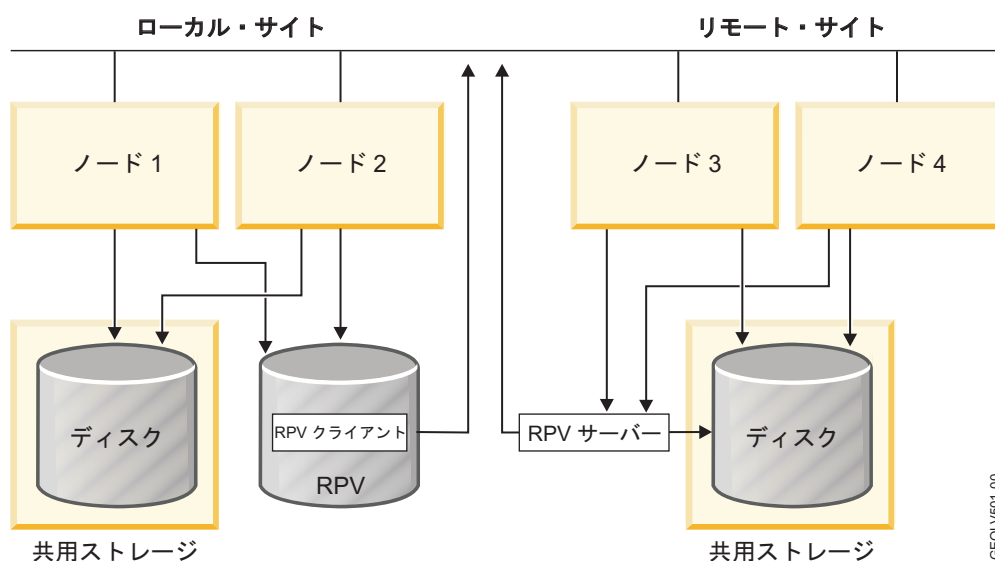 ローカル・サイト
リモート・サイト
ノード 1
ノード 2
ノード 3
ノード 4
ディスク
RPV クライアント
RPV
RPV サーバー
ディスク
共用ストレージ
共用ストレージ